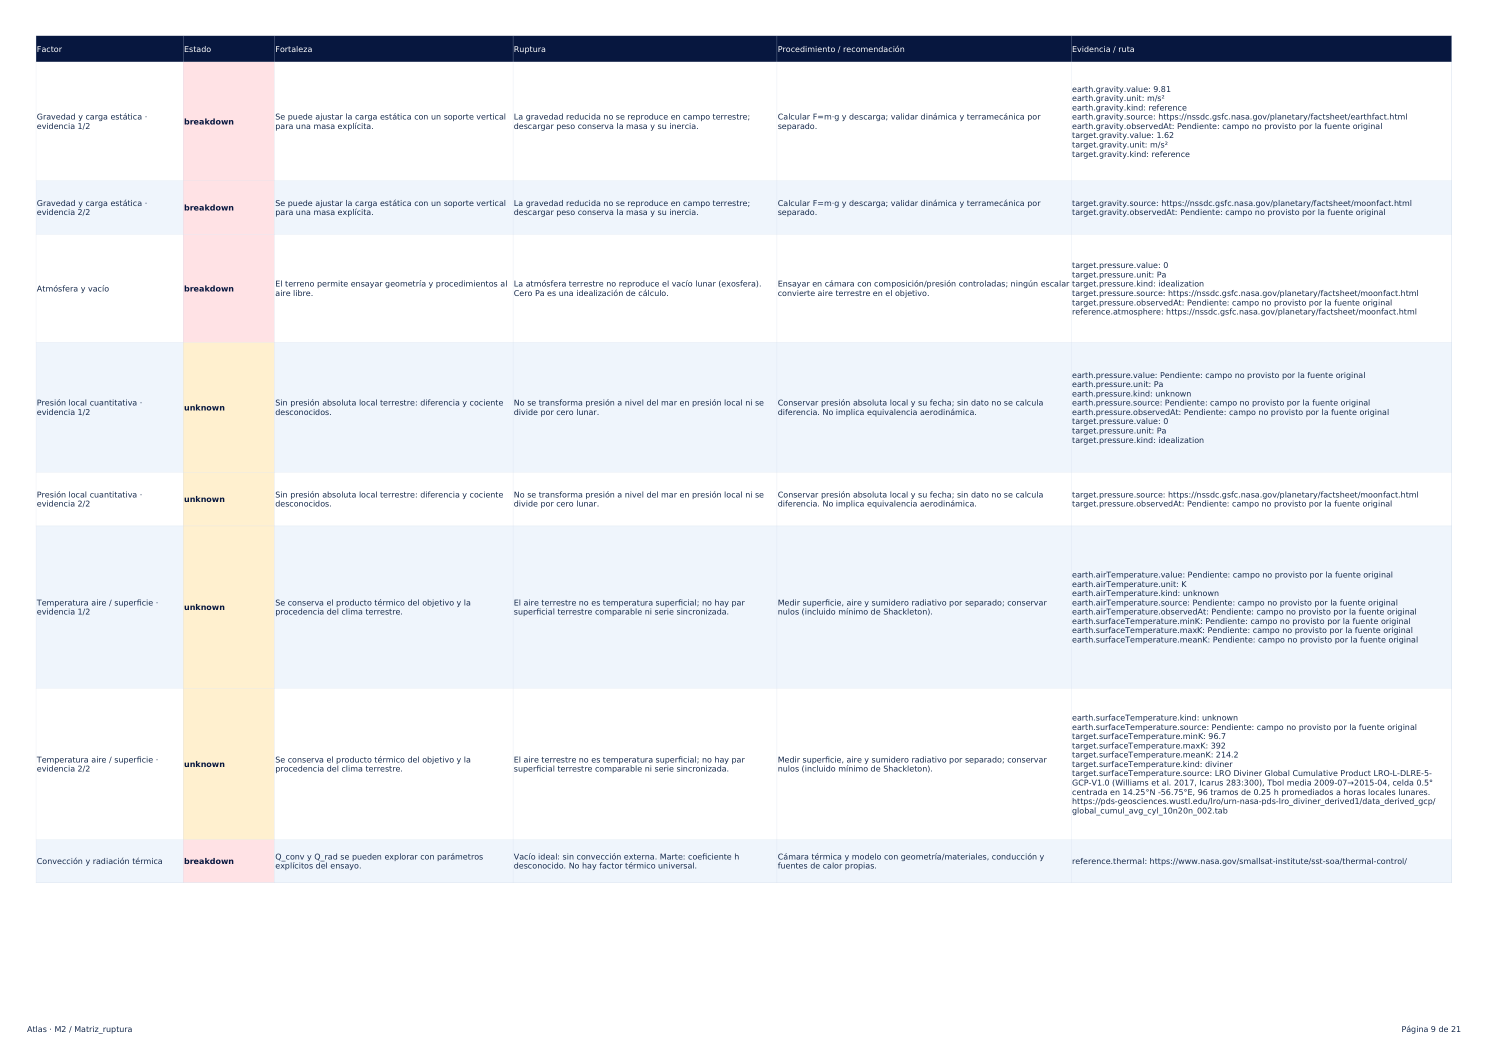 Factor Estado Fortaleza Ruptura Procedimiento / recomendación Evidencia / ruta
Gravedad y carga estática ·
evidencia 1/2
breakdown
Se puede ajustar la carga estática con un soporte vertical
para una masa explícita.
La gravedad reducida no se reproduce en campo terrestre;
descargar peso conserva la masa y su inercia.
Calcular F=m·g y descarga; validar dinámica y terramecánica por
separado.
earth.gravity.value: 9.81
earth.gravity.unit: m/s²
earth.gravity.kind: reference
earth.gravity.source: https://nssdc.gsfc.nasa.gov/planetary/factsheet/earthfact.html
earth.gravity.observedAt: Pendiente: campo no provisto por la fuente original
target.gravity.value: 1.62
target.gravity.unit: m/s²
target.gravity.kind: reference
Gravedad y carga estática ·
evidencia 2/2
breakdown
Se puede ajustar la carga estática con un soporte vertical
para una masa explícita.
La gravedad reducida no se reproduce en campo terrestre;
descargar peso conserva la masa y su inercia.
Calcular F=m·g y descarga; validar dinámica y terramecánica por
separado.
target.gravity.source: https://nssdc.gsfc.nasa.gov/planetary/factsheet/moonfact.html
target.gravity.observedAt: Pendiente: campo no provisto por la fuente original
Atmósfera y vacío
breakdown
El terreno permite ensayar geometría y procedimientos al
aire libre.
La atmósfera terrestre no reproduce el vacío lunar (exosfera).
Cero Pa es una idealización de cálculo.
Ensayar en cámara con composición/presión controladas; ningún escalar
convierte aire terrestre en el objetivo.
target.pressure.value: 0
target.pressure.unit: Pa
target.pressure.kind: idealization
target.pressure.source: https://nssdc.gsfc.nasa.gov/planetary/factsheet/moonfact.html
target.pressure.observedAt: Pendiente: campo no provisto por la fuente original
reference.atmosphere: https://nssdc.gsfc.nasa.gov/planetary/factsheet/moonfact.html
Presión local cuantitativa ·
evidencia 1/2
unknown
Sin presión absoluta local terrestre: diferencia y cociente
desconocidos.
No se transforma presión a nivel del mar en presión local ni se
divide por cero lunar.
Conservar presión absoluta local y su fecha; sin dato no se calcula
diferencia. No implica equivalencia aerodinámica.
earth.pressure.value: Pendiente: campo no provisto por la fuente original
earth.pressure.unit: Pa
earth.pressure.kind: unknown
earth.pressure.source: Pendiente: campo no provisto por la fuente original
earth.pressure.observedAt: Pendiente: campo no provisto por la fuente original
target.pressure.value: 0
target.pressure.unit: Pa
target.pressure.kind: idealization
Presión local cuantitativa ·
evidencia 2/2
unknown
Sin presión absoluta local terrestre: diferencia y cociente
desconocidos.
No se transforma presión a nivel del mar en presión local ni se
divide por cero lunar.
Conservar presión absoluta local y su fecha; sin dato no se calcula
diferencia. No implica equivalencia aerodinámica.
target.pressure.source: https://nssdc.gsfc.nasa.gov/planetary/factsheet/moonfact.html
target.pressure.observedAt: Pendiente: campo no provisto por la fuente original
Temperatura aire / superficie ·
evidencia 1/2
unknown
Se conserva el producto térmico del objetivo y la
procedencia del clima terrestre.
El aire terrestre no es temperatura superficial; no hay par
superficial terrestre comparable ni serie sincronizada.
Medir superficie, aire y sumidero radiativo por separado; conservar
nulos (incluido mínimo de Shackleton).
earth.airTemperature.value: Pendiente: campo no provisto por la fuente original
earth.airTemperature.unit: K
earth.airTemperature.kind: unknown
earth.airTemperature.source: Pendiente: campo no provisto por la fuente original
earth.airTemperature.observedAt: Pendiente: campo no provisto por la fuente original
earth.surfaceTemperature.minK: Pendiente: campo no provisto por la fuente original
earth.surfaceTemperature.maxK: Pendiente: campo no provisto por la fuente original
earth.surfaceTemperature.meanK: Pendiente: campo no provisto por la fuente original
Temperatura aire / superficie ·
evidencia 2/2
unknown
Se conserva el producto térmico del objetivo y la
procedencia del clima terrestre.
El aire terrestre no es temperatura superficial; no hay par
superficial terrestre comparable ni serie sincronizada.
Medir superficie, aire y sumidero radiativo por separado; conservar
nulos (incluido mínimo de Shackleton).
earth.surfaceTemperature.kind: unknown
earth.surfaceTemperature.source: Pendiente: campo no provisto por la fuente original
target.surfaceTemperature.minK: 96.7
target.surfaceTemperature.maxK: 392
target.surfaceTemperature.meanK: 214.2
target.surfaceTemperature.kind: diviner
target.surfaceTemperature.source: LRO Diviner Global Cumulative Product LRO-L-DLRE-5-
GCP-V1.0 (Williams et al. 2017, Icarus 283:300), Tbol media 2009-07→2015-04, celda 0.5°
centrada en 14.25°N -56.75°E, 96 tramos de 0.25 h promediados a horas locales lunares.
https://pds-geosciences.wustl.edu/lro/urn-nasa-pds-lro_diviner_derived1/data_derived_gcp/
global_cumul_avg_cyl_10n20n_002.tab
Convección y radiación térmica
breakdown
Q_conv y Q_rad se pueden explorar con parámetros
explícitos del ensayo.
Vacío ideal: sin convección externa. Marte: coeficiente h
desconocido. No hay factor térmico universal.
Cámara térmica y modelo con geometría/materiales, conducción y
fuentes de calor propias.
reference.thermal: https://www.nasa.gov/smallsat-institute/sst-soa/thermal-control/
Atlas · M2 / Matriz_ruptura
Página 9 de 21